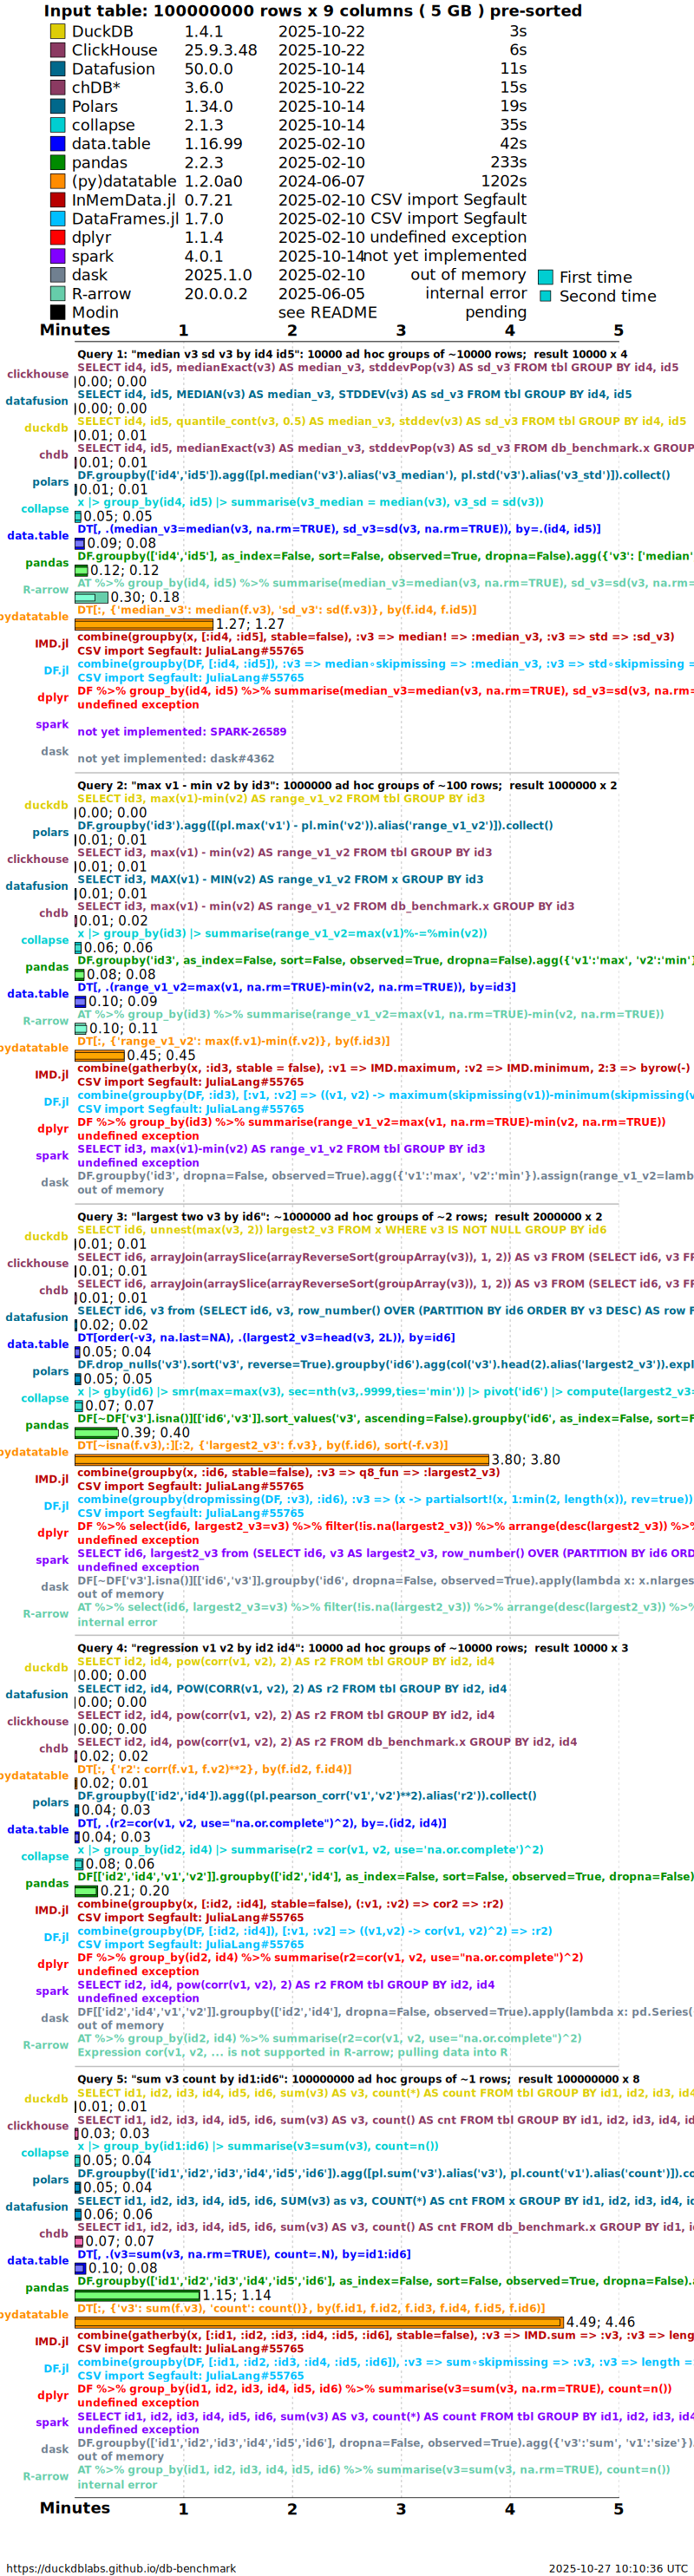 Input table: 100000000 rows x 9 columns ( 5 GB ) pre-sorted
DuckDB 1.4.1 2025-10-22 3s
ClickHouse 25.9.3.48 2025-10-22 6s
Datafusion 50.0.0 2025-10-14 11s
chDB* 3.6.0 2025-10-22 15s
Polars 1.34.0 2025-10-14 19s
collapse 2.1.3 2025-10-14 35s
data.table 1.16.99 2025-02-10 42s
pandas 2.2.3 2025-02-10 233s
(py)datatable 1.2.0a0 2024-06-07 1202s
InMemData.jl 0.7.21 2025-02-10 CSV import Segfault
DataFrames.jl 1.7.0 2025-02-10 CSV import Segfault
dplyr 1.1.4 2025-02-10 undefined exception
spark 4.0.1 2025-10-14 not yet implemented
dask 2025.1.0 2025-02-10 out of memory
First time
R-arrow 20.0.0.2 2025-06-05 internal error
Second time
Modin see README pending
Minutes 1 2 3 4 5
Query 1: "median v3 sd v3 by id4 id5": 10000 ad hoc groups of ~10000 rows; result 10000 x 4
clickhouse SELECT id4, id5, medianExact(v3) AS median_v3, stddevPop(v3) AS sd_v3 FROM tbl GROUP BY id4, id5
0.00; 0.00
datafusion SELECT id4, id5, MEDIAN(v3) AS median_v3, STDDEV(v3) AS sd_v3 FROM tbl GROUP BY id4, id5
0.00; 0.00
duckdb SELECT id4, id5, quantile_cont(v3, 0.5) AS median_v3, stddev(v3) AS sd_v3 FROM tbl GROUP BY id4, id5
0.01; 0.01
chdb SELECT id4, id5, medianExact(v3) AS median_v3, stddevPop(v3) AS sd_v3 FROM db_benchmark.x GROUP
0.01; 0.01
polars DF.groupby(['id4','id5']).agg([pl.median('v3').alias('v3_median'), pl.std('v3').alias('v3_std')]).collect()
0.01; 0.01
collapse x |> group_by(id4, id5) |> summarise(v3_median = median(v3), v3_sd = sd(v3))
0.05; 0.05
data.table DT[, .(median_v3=median(v3, na.rm=TRUE), sd_v3=sd(v3, na.rm=TRUE)), by=.(id4, id5)]
0.09; 0.08
pandas DF.groupby(['id4','id5'], as_index=False, sort=False, observed=True, dropna=False).agg({'v3': ['median'
0.12; 0.12
R-arrow AT %>% group_by(id4, id5) %>% summarise(median_v3=median(v3, na.rm=TRUE), sd_v3=sd(v3, na.rm=
0.30; 0.18
pydatatable DT[:, {'median_v3': median(f.v3), 'sd_v3': sd(f.v3)}, by(f.id4, f.id5)]
1.27; 1.27
IMD.jl combine(groupby(x, [:id4, :id5], stable=false), :v3 => median! => :median_v3, :v3 => std => :sd_v3)
CSV import Segfault: JuliaLang#55765
DF.jl combine(groupby(DF, [:id4, :id5]), :v3 => median∘skipmissing => :median_v3, :v3 => std∘skipmissing =
CSV import Segfault: JuliaLang#55765
dplyr DF %>% group_by(id4, id5) %>% summarise(median_v3=median(v3, na.rm=TRUE), sd_v3=sd(v3, na.rm=
undefined exception
spark
not yet implemented: SPARK-26589
dask
not yet implemented: dask#4362
Query 2: "max v1 - min v2 by id3": 1000000 ad hoc groups of ~100 rows; result 1000000 x 2
duckdb SELECT id3, max(v1)-min(v2) AS range_v1_v2 FROM tbl GROUP BY id3
0.00; 0.00
polars DF.groupby('id3').agg([(pl.max('v1') - pl.min('v2')).alias('range_v1_v2')]).collect()
0.01; 0.01
clickhouse SELECT id3, max(v1) - min(v2) AS range_v1_v2 FROM tbl GROUP BY id3
0.01; 0.01
datafusion SELECT id3, MAX(v1) - MIN(v2) AS range_v1_v2 FROM x GROUP BY id3
0.01; 0.01
chdb SELECT id3, max(v1) - min(v2) AS range_v1_v2 FROM db_benchmark.x GROUP BY id3
0.01; 0.02
collapse x |> group_by(id3) |> summarise(range_v1_v2=max(v1)%-=%min(v2))
0.06; 0.06
pandas DF.groupby('id3', as_index=False, sort=False, observed=True, dropna=False).agg({'v1':'max', 'v2':'min'}
0.08; 0.08
data.table DT[, .(range_v1_v2=max(v1, na.rm=TRUE)-min(v2, na.rm=TRUE)), by=id3]
0.10; 0.09
R-arrow AT %>% group_by(id3) %>% summarise(range_v1_v2=max(v1, na.rm=TRUE)-min(v2, na.rm=TRUE))
0.10; 0.11
pydatatable DT[:, {'range_v1_v2': max(f.v1)-min(f.v2)}, by(f.id3)]
0.45; 0.45
IMD.jl combine(gatherby(x, :id3, stable = false), :v1 => IMD.maximum, :v2 => IMD.minimum, 2:3 => byrow(-)
CSV import Segfault: JuliaLang#55765
DF.jl combine(groupby(DF, :id3), [:v1, :v2] => ((v1, v2) -> maximum(skipmissing(v1))-minimum(skipmissing(v
CSV import Segfault: JuliaLang#55765
dplyr DF %>% group_by(id3) %>% summarise(range_v1_v2=max(v1, na.rm=TRUE)-min(v2, na.rm=TRUE))
undefined exception
spark SELECT id3, max(v1)-min(v2) AS range_v1_v2 FROM tbl GROUP BY id3
undefined exception
dask DF.groupby('id3', dropna=False, observed=True).agg({'v1':'max', 'v2':'min'}).assign(range_v1_v2=lamb
out of memory
Query 3: "largest two v3 by id6": ~1000000 ad hoc groups of ~2 rows; result 2000000 x 2
duckdb SELECT id6, unnest(max(v3, 2)) largest2_v3 FROM x WHERE v3 IS NOT NULL GROUP BY id6
0.01; 0.01
clickhouse SELECT id6, arrayJoin(arraySlice(arrayReverseSort(groupArray(v3)), 1, 2)) AS v3 FROM (SELECT id6, v3 FR
0.01; 0.01
chdb SELECT id6, arrayJoin(arraySlice(arrayReverseSort(groupArray(v3)), 1, 2)) AS v3 FROM (SELECT id6, v3 FR
0.01; 0.01
datafusion SELECT id6, v3 from (SELECT id6, v3, row_number() OVER (PARTITION BY id6 ORDER BY v3 DESC) AS row F
0.02; 0.02
data.table DT[order(-v3, na.last=NA), .(largest2_v3=head(v3, 2L)), by=id6]
0.05; 0.04
polars DF.drop_nulls('v3').sort('v3', reverse=True).groupby('id6').agg(col('v3').head(2).alias('largest2_v3')).expl
0.05; 0.05
collapse x |> gby(id6) |> smr(max=max(v3), sec=nth(v3,.9999,ties='min')) |> pivot('id6') |> compute(largest2_v3=
0.07; 0.07
pandas DF[~DF['v3'].isna()][['id6','v3']].sort_values('v3', ascending=False).groupby('id6', as_index=False, sort=F
0.39; 0.40
pydatatable DT[~isna(f.v3),:][:2, {'largest2_v3': f.v3}, by(f.id6), sort(-f.v3)]
3.80; 3.80
IMD.jl combine(groupby(x, :id6, stable=false), :v3 => q8_fun => :largest2_v3)
CSV import Segfault: JuliaLang#55765
DF.jl combine(groupby(dropmissing(DF, :v3), :id6), :v3 => (x -> partialsort!(x, 1:min(2, length(x)), rev=true))
CSV import Segfault: JuliaLang#55765
dplyr DF %>% select(id6, largest2_v3=v3) %>% filter(!is.na(largest2_v3)) %>% arrange(desc(largest2_v3)) %>%
undefined exception
spark SELECT id6, largest2_v3 from (SELECT id6, v3 AS largest2_v3, row_number() OVER (PARTITION BY id6 ORD
undefined exception
dask DF[~DF['v3'].isna()][['id6','v3']].groupby('id6', dropna=False, observed=True).apply(lambda x: x.nlarges
out of memory
R-arrow AT %>% select(id6, largest2_v3=v3) %>% filter(!is.na(largest2_v3)) %>% arrange(desc(largest2_v3)) %>%
internal error
Query 4: "regression v1 v2 by id2 id4": 10000 ad hoc groups of ~10000 rows; result 10000 x 3
duckdb SELECT id2, id4, pow(corr(v1, v2), 2) AS r2 FROM tbl GROUP BY id2, id4
0.00; 0.00
datafusion SELECT id2, id4, POW(CORR(v1, v2), 2) AS r2 FROM tbl GROUP BY id2, id4
0.00; 0.00
clickhouse SELECT id2, id4, pow(corr(v1, v2), 2) AS r2 FROM tbl GROUP BY id2, id4
0.00; 0.00
chdb SELECT id2, id4, pow(corr(v1, v2), 2) AS r2 FROM db_benchmark.x GROUP BY id2, id4
0.02; 0.02
pydatatable DT[:, {'r2': corr(f.v1, f.v2)**2}, by(f.id2, f.id4)]
0.02; 0.01
polars DF.groupby(['id2','id4']).agg((pl.pearson_corr('v1','v2')**2).alias('r2')).collect()
0.04; 0.03
data.table DT[, .(r2=cor(v1, v2, use="na.or.complete")^2), by=.(id2, id4)]
0.04; 0.03
collapse x |> group_by(id2, id4) |> summarise(r2 = cor(v1, v2, use='na.or.complete')^2)
0.08; 0.06
pandas DF[['id2','id4','v1','v2']].groupby(['id2','id4'], as_index=False, sort=False, observed=True, dropna=False)
0.21; 0.20
IMD.jl combine(groupby(x, [:id2, :id4], stable=false), (:v1, :v2) => cor2 => :r2)
CSV import Segfault: JuliaLang#55765
DF.jl combine(groupby(DF, [:id2, :id4]), [:v1, :v2] => ((v1,v2) -> cor(v1, v2)^2) => :r2)
CSV import Segfault: JuliaLang#55765
dplyr DF %>% group_by(id2, id4) %>% summarise(r2=cor(v1, v2, use="na.or.complete")^2)
undefined exception
spark SELECT id2, id4, pow(corr(v1, v2), 2) AS r2 FROM tbl GROUP BY id2, id4
undefined exception
dask DF[['id2','id4','v1','v2']].groupby(['id2','id4'], dropna=False, observed=True).apply(lambda x: pd.Series(
out of memory
R-arrow AT %>% group_by(id2, id4) %>% summarise(r2=cor(v1, v2, use="na.or.complete")^2)
Expression cor(v1, v2, ... is not supported in R-arrow; pulling data into R
Query 5: "sum v3 count by id1:id6": 100000000 ad hoc groups of ~1 rows; result 100000000 x 8
duckdb SELECT id1, id2, id3, id4, id5, id6, sum(v3) AS v3, count(*) AS count FROM tbl GROUP BY id1, id2, id3, id4
0.01; 0.01
clickhouse SELECT id1, id2, id3, id4, id5, id6, sum(v3) AS v3, count() AS cnt FROM tbl GROUP BY id1, id2, id3, id4, id
0.03; 0.03
collapse x |> group_by(id1:id6) |> summarise(v3=sum(v3), count=n())
0.05; 0.04
polars DF.groupby(['id1','id2','id3','id4','id5','id6']).agg([pl.sum('v3').alias('v3'), pl.count('v1').alias('count')]).co
0.05; 0.04
datafusion SELECT id1, id2, id3, id4, id5, id6, SUM(v3) as v3, COUNT(*) AS cnt FROM x GROUP BY id1, id2, id3, id4, id
0.06; 0.06
chdb SELECT id1, id2, id3, id4, id5, id6, sum(v3) AS v3, count() AS cnt FROM db_benchmark.x GROUP BY id1, i
0.07; 0.07
data.table DT[, .(v3=sum(v3, na.rm=TRUE), count=.N), by=id1:id6]
0.10; 0.08
pandas DF.groupby(['id1','id2','id3','id4','id5','id6'], as_index=False, sort=False, observed=True, dropna=False).a
1.15; 1.14
pydatatable DT[:, {'v3': sum(f.v3), 'count': count()}, by(f.id1, f.id2, f.id3, f.id4, f.id5, f.id6)]
4.49; 4.46
IMD.jl combine(gatherby(x, [:id1, :id2, :id3, :id4, :id5, :id6], stable=false), :v3 => IMD.sum => :v3, :v3 => leng
CSV import Segfault: JuliaLang#55765
DF.jl combine(groupby(DF, [:id1, :id2, :id3, :id4, :id5, :id6]), :v3 => sum∘skipmissing => :v3, :v3 => length =
CSV import Segfault: JuliaLang#55765
dplyr DF %>% group_by(id1, id2, id3, id4, id5, id6) %>% summarise(v3=sum(v3, na.rm=TRUE), count=n())
undefined exception
spark SELECT id1, id2, id3, id4, id5, id6, sum(v3) AS v3, count(*) AS count FROM tbl GROUP BY id1, id2, id3, id4
undefined exception
dask DF.groupby(['id1','id2','id3','id4','id5','id6'], dropna=False, observed=True).agg({'v3':'sum', 'v1':'size'})
out of memory
R-arrow AT %>% group_by(id1, id2, id3, id4, id5, id6) %>% summarise(v3=sum(v3, na.rm=TRUE), count=n())
internal error
Minutes 1 2 3 4 5
https://duckdblabs.github.io/db-benchmark 2025-10-27 10:10:36 UTC